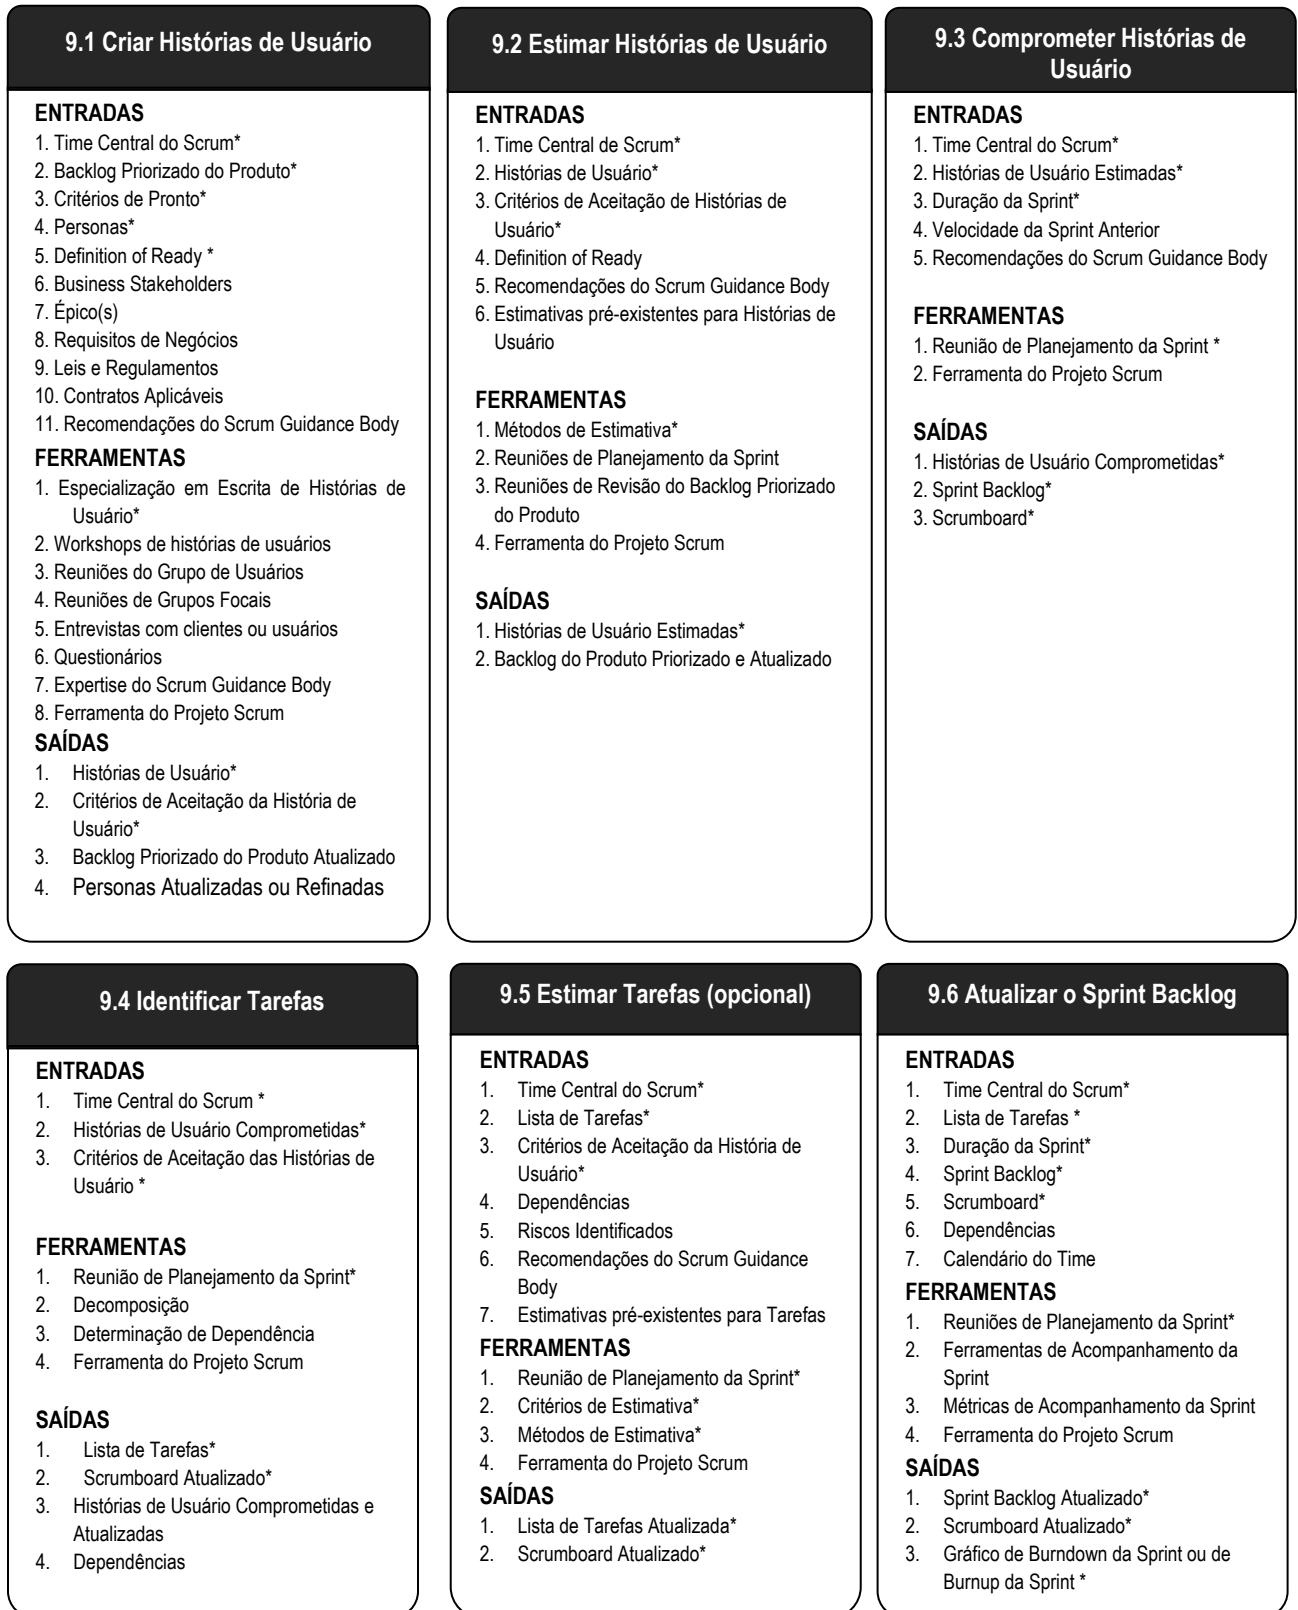 9.1 Criar Histórias de Usuário
ENTRADAS
1. Time Central do Scrum*
2. Backlog Priorizado do Produto*
3. Critérios de Pronto*
4. Personas*
5. Definition of Ready *
6. Business Stakeholders
7. Épico(s)
8. Requisitos de Negócios
9. Leis e Regulamentos
10. Contratos Aplicáveis
11. Recomendações do Scrum Guidance Body
FERRAMENTAS
1. Especialização em Escrita de Histórias de
Usuário*
2. Workshops de histórias de usuários
3. Reuniões do Grupo de Usuários
4. Reuniões de Grupos Focais
5. Entrevistas com clientes ou usuários
6. Questionários
7. Expertise do Scrum Guidance Body
8. Ferramenta do Projeto Scrum
SAÍDAS
1. Histórias de Usuário*
2. Critérios de Aceitação da História de
Usuário*
3. Backlog Priorizado do Produto Atualizado
4. Personas Atualizadas ou Refinadas
9.2 Estimar Histórias de Usuário
ENTRADAS
1. Time Central de Scrum*
2. Histórias de Usuário*
3. Critérios de Aceitação de Histórias de
Usuário*
4. Definition of Ready
5. Recomendações do Scrum Guidance Body
6. Estimativas pré-existentes para Histórias de
Usuário
FERRAMENTAS
1. Métodos de Estimativa*
2. Reuniões de Planejamento da Sprint
3. Reuniões de Revisão do Backlog Priorizado
do Produto
4. Ferramenta do Projeto Scrum
SAÍDAS
1. Histórias de Usuário Estimadas*
2. Backlog do Produto Priorizado e Atualizado
9.3 Comprometer Histórias de
Usuário
ENTRADAS
1. Time Central do Scrum*
2. Histórias de Usuário Estimadas*
3. Duração da Sprint*
4. Velocidade da Sprint Anterior
5. Recomendações do Scrum Guidance Body
FERRAMENTAS
1. Reunião de Planejamento da Sprint *
2. Ferramenta do Projeto Scrum
SAÍDAS
1. Histórias de Usuário Comprometidas*
2. Sprint Backlog*
3. Scrumboard*
9.4 Identificar Tarefas
ENTRADAS
1. Time Central do Scrum *
2. Histórias de Usuário Comprometidas*
3. Critérios de Aceitação das Histórias de
Usuário *
FERRAMENTAS
1. Reunião de Planejamento da Sprint*
2. Decomposição
3. Determinação de Dependência
4. Ferramenta do Projeto Scrum
SAÍDAS
1. Lista de Tarefas*
2. Scrumboard Atualizado*
3. Histórias de Usuário Comprometidas e
Atualizadas
4. Dependências
9.5 Estimar Tarefas (opcional)
ENTRADAS
1. Time Central do Scrum*
2. Lista de Tarefas*
3. Critérios de Aceitação da História de
Usuário*
4. Dependências
5. Riscos Identificados
6. Recomendações do Scrum Guidance
Body
7. Estimativas pré-existentes para Tarefas
FERRAMENTAS
1. Reunião de Planejamento da Sprint*
2. Critérios de Estimativa*
3. Métodos de Estimativa*
4. Ferramenta do Projeto Scrum
SAÍDAS
1. Lista de Tarefas Atualizada*
2. Scrumboard Atualizado*
9.6 Atualizar o Sprint Backlog
ENTRADAS
1. Time Central do Scrum*
2. Lista de Tarefas *
3. Duração da Sprint*
4. Sprint Backlog*
5. Scrumboard*
6. Dependências
7. Calendário do Time
FERRAMENTAS
1. Reuniões de Planejamento da Sprint*
2. Ferramentas de Acompanhamento da
Sprint
3. Métricas de Acompanhamento da Sprint
4. Ferramenta do Projeto Scrum
SAÍDAS
1. Sprint Backlog Atualizado*
2. Scrumboard Atualizado*
3. Gráfico de Burndown da Sprint ou de
Burnup da Sprint *